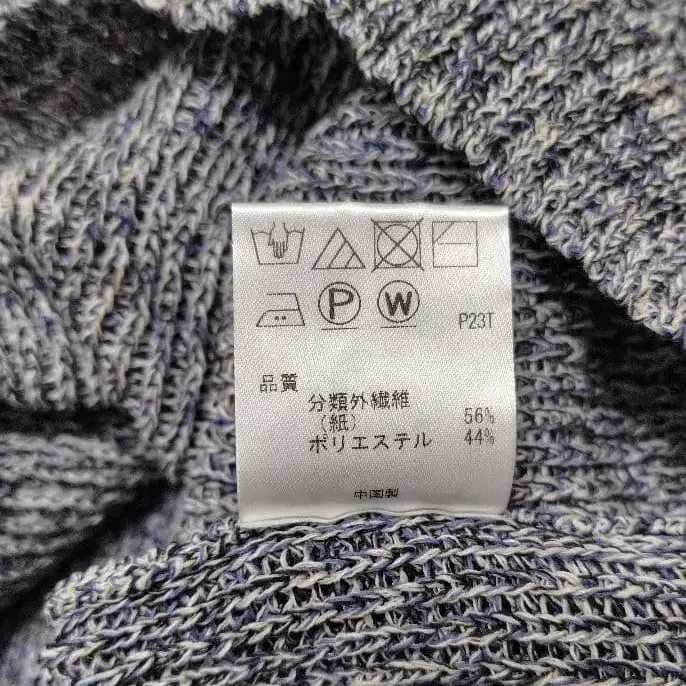 P W P23T
品質
分類外繊維
（紙） 56%
ポリエステル 44%
中国製